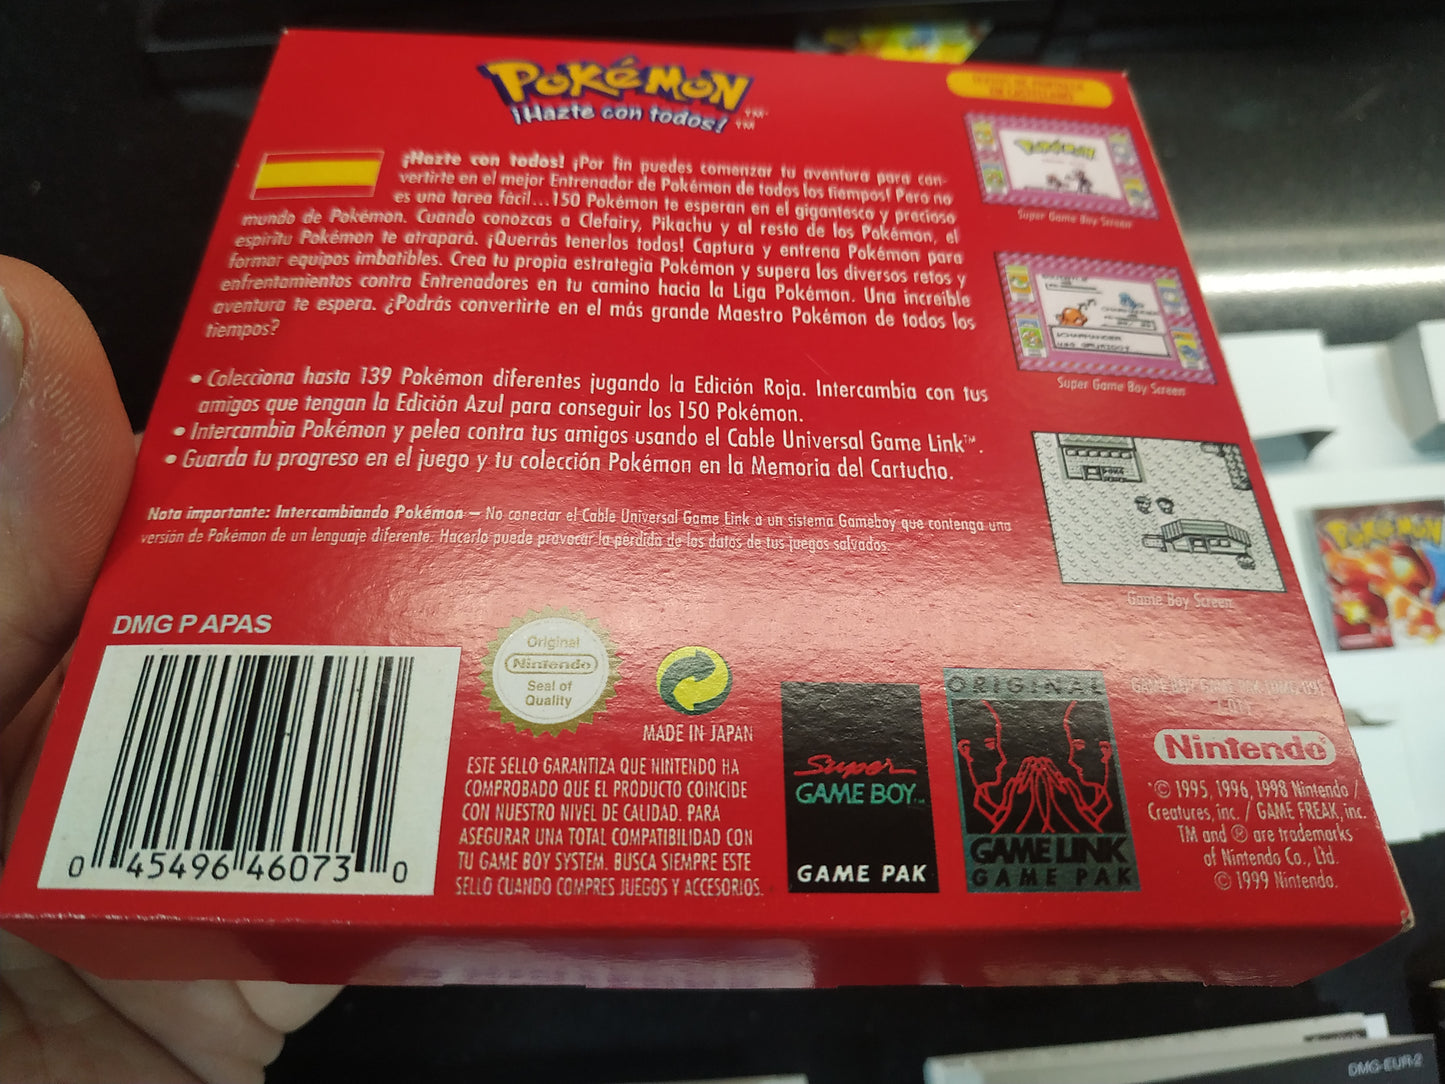 POKéMON
¡Hazte con todos! TM
¡Hazte con todos! ¡Por fin puedes comenzar tu aventura para con-
vertirte en el mejor Entrenador de Pokémon de todos los tiempos! Pero no
es una tarea fácil...150 Pokémon te esperan en el gigantesco y precioso
mundo de Pokémon. Cuando conozcas a Clefairy, Pikachu y al resto de los Pokémon, el
espíritu Pokémon te atrapará. ¡Querrás tenerlos todos! Captura y entrena Pokémon para
formar equipos imbatibles. Crea tu propia estrategia Pokémon y supera los diversos retos y
enfrentamientos contra Entrenadores en tu camino hacia la Liga Pokémon. Una increíble
aventura te espera. ¿Podrás convertirte en el más grande Maestro Pokémon de todos los
tiempos?
• Colecciona hasta 139 Pokémon diferentes jugando la Edición Roja. Intercambia con tus
amigos que tengan la Edición Azul para conseguir los 150 Pokémon.
• Intercambia Pokémon y pelea contra tus amigos usando el Cable Universal Game Link™.
• Guarda tu progreso en el juego y tu colección Pokémon en la Memoria del Cartucho.
Nota importante: Intercambiando Pokémon – No conectar el Cable Universal Game Link a un sistema Gameboy que contenga una
versión de Pokémon de un lenguaje diferente. Hacerlo puede provocar la pérdida de los datos de tus juegos salvados.
EN CASTELLANO
POKéMON
Super Game Boy Screen
CHARMANDER
Super Game Boy Screen
POKé
Game Boy Screen
DMG P APAS
0 45496 46073 0
Original
Nintendo
Seal of
Quality
MADE IN JAPAN
ESTE SELLO GARANTIZA QUE NINTENDO HA
COMPROBADO QUE EL PRODUCTO COINCIDE
CON NUESTRO NIVEL DE CALIDAD. PARA
ASEGURAR UNA TOTAL COMPATIBILIDAD CON
TU GAME BOY SYSTEM. BUSCA SIEMPRE ESTE
SELLO CUANDO COMPRES JUEGOS Y ACCESORIOS.
Super
GAME BOY™
GAME PAK
ORIGINAL
GAME LINK
GAME PAK
GAME BOY
Nintendo
© 1995, 1996, 1998 Nintendo /
Creatures, inc. / GAME FREAK, inc.
TM and ® are trademarks
of Nintendo Co., Ltd.
© 1999 Nintendo.
POKéMON
DMG-EUR-2